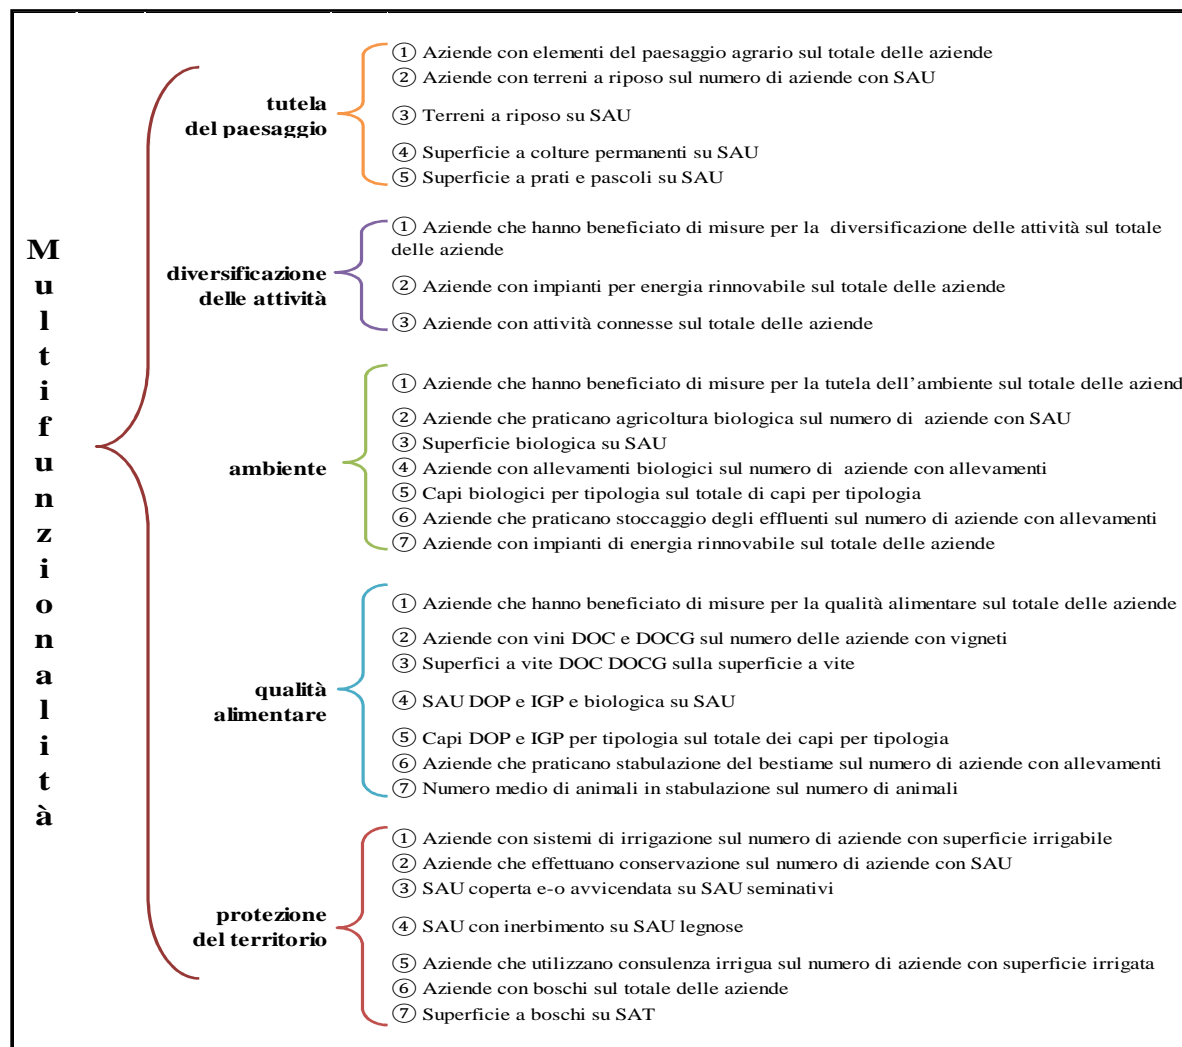 Multifunzionalità
tutela
del paesaggio
① Aziende con elementi del paesaggio agrario sul totale delle aziende
② Aziende con terreni a riposo sul numero di aziende con SAU
③ Terreni a riposo su SAU
④ Superficie a colture permanenti su SAU
⑤ Superficie a prati e pascoli su SAU
diversificazione
delle attività
① Aziende che hanno beneficiato di misure per la diversificazione delle attività sul totale
delle aziende
② Aziende con impianti per energia rinnovabile sul totale delle aziende
③ Aziende con attività connesse sul totale delle aziende
ambiente
① Aziende che hanno beneficiato di misure per la tutela dell’ambiente sul totale delle aziend
② Aziende che praticano agricoltura biologica sul numero di aziende con SAU
③ Superficie biologica su SAU
④ Aziende con allevamenti biologici sul numero di aziende con allevamenti
⑤ Capi biologici per tipologia sul totale di capi per tipologia
⑥ Aziende che praticano stoccaggio degli effluenti sul numero di aziende con allevamenti
⑦ Aziende con impianti di energia rinnovabile sul totale delle aziende
qualità
alimentare
① Aziende che hanno beneficiato di misure per la qualità alimentare sul totale delle aziende
② Aziende con vini DOC e DOCG sul numero delle aziende con vigneti
③ Superfici a vite DOC DOCG sulla superficie a vite
④ SAU DOP e IGP e biologica su SAU
⑤ Capi DOP e IGP per tipologia sul totale dei capi per tipologia
⑥ Aziende che praticano stabulazione del bestiame sul numero di aziende con allevamenti
⑦ Numero medio di animali in stabulazione sul numero di animali
protezione
del territorio
① Aziende con sistemi di irrigazione sul numero di aziende con superficie irrigabile
② Aziende che effettuano conservazione sul numero di aziende con SAU
③ SAU coperta e-o avvicendata su SAU seminativi
④ SAU con inerbimento su SAU legnose
⑤ Aziende che utilizzano consulenza irrigua sul numero di aziende con superficie irrigata
⑥ Aziende con boschi sul totale delle aziende
⑦ Superficie a boschi su SAT